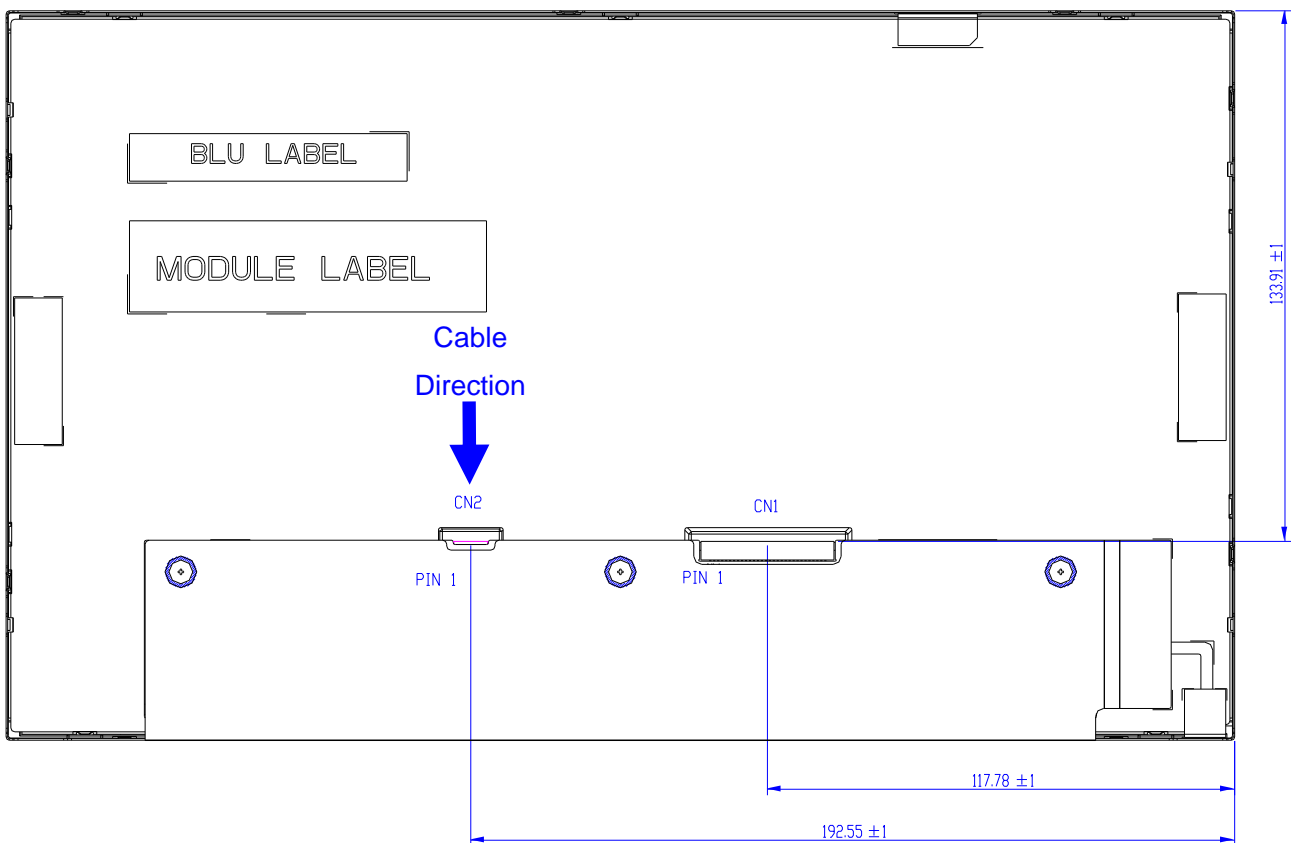 BLU LABEL
MODULE LABEL
133.91 ±1
Cable
Direction
CN2
CN1
PIN 1
PIN 1
117.78 ±1
192.55 ±1